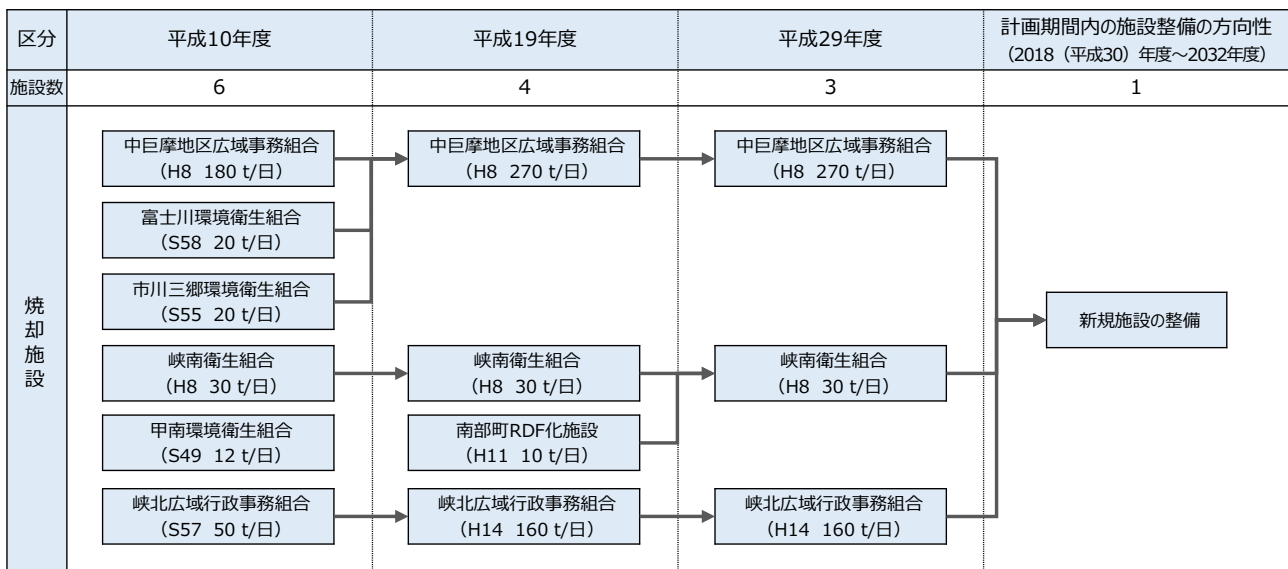 区分
平成10年度
平成19年度
平成29年度
計画期間内の施設整備の方向性
（2018（平成30）年度～2032年度）
施設数
6
4
3
1
焼却施設
中巨摩地区広域事務組合
（H8 180 t/日）
中巨摩地区広域事務組合
（H8 270 t/日）
中巨摩地区広域事務組合
（H8 270 t/日）
富士川環境衛生組合
（S58 20 t/日）
市川三郷環境衛生組合
（S55 20 t/日）
新規施設の整備
峡南衛生組合
（H8 30 t/日）
峡南衛生組合
（H8 30 t/日）
峡南衛生組合
（H8 30 t/日）
甲南環境衛生組合
（S49 12 t/日）
南部町RDF化施設
（H11 10 t/日）
峡北広域行政事務組合
（S57 50 t/日）
峡北広域行政事務組合
（H14 160 t/日）
峡北広域行政事務組合
（H14 160 t/日）